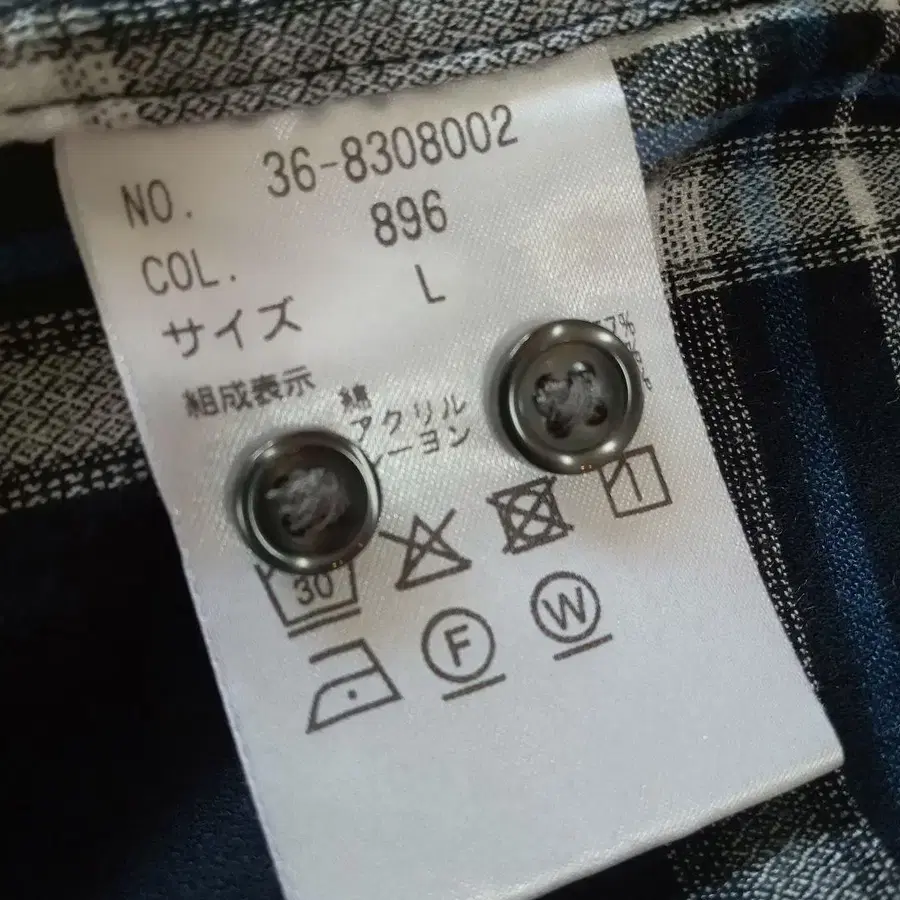 NO. 36-8308002
COL. 896
サイズ L
組成表示 綿
アクリル
レーヨン
30
F W